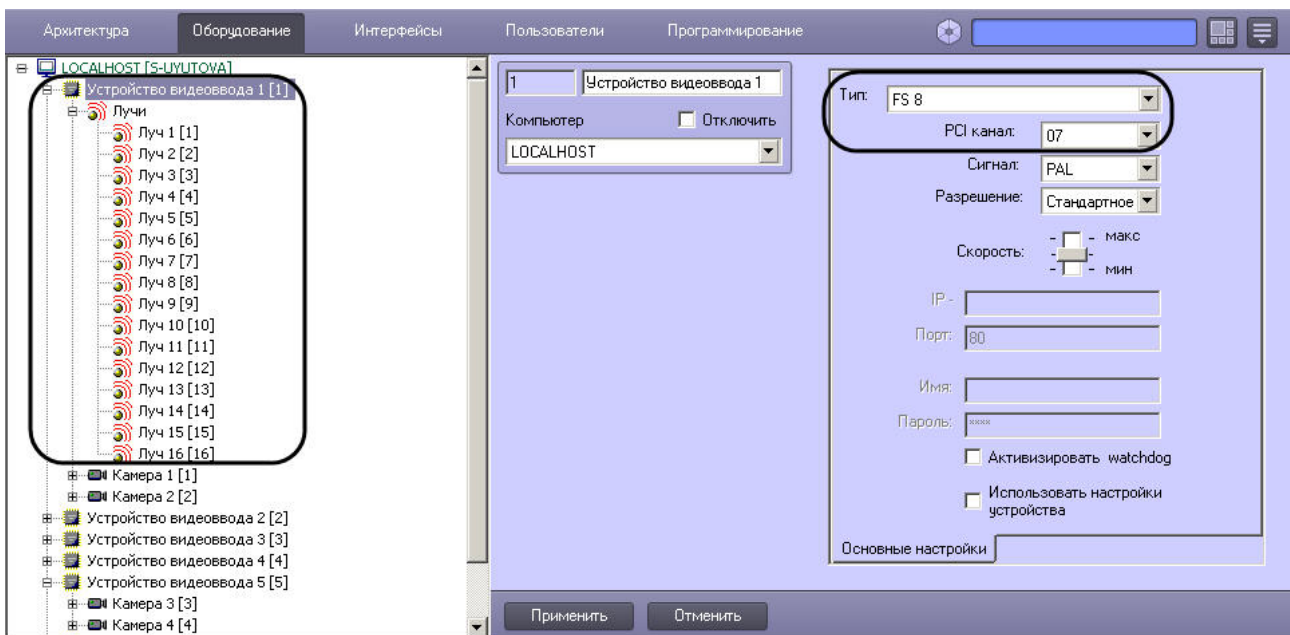 Архитектура Оборудование Интерфейсы Пользователи Программирование
LOCALHOST [S-UYUTOVA]
Устройство видеоввода 1 [1]
Лучи
Луч 1 [1]
Луч 2 [2]
Луч 3 [3]
Луч 4 [4]
Луч 5 [5]
Луч 6 [6]
Луч 7 [7]
Луч 8 [8]
Луч 9 [9]
Луч 10 [10]
Луч 11 [11]
Луч 12 [12]
Луч 13 [13]
Луч 14 [14]
Луч 15 [15]
Луч 16 [16]
Камера 1 [1]
Камера 2 [2]
Устройство видеоввода 2 [2]
Устройство видеоввода 3 [3]
Устройство видеоввода 4 [4]
Устройство видеоввода 5 [5]
Камера 3 [3]
Камера 4 [4]
1 Устройство видеоввода 1
Компьютер Отключить
LOCALHOST
Тип: FS 8
PCI канал: 07
Сигнал: PAL
Разрешение: Стандартное
Скорость: - - макс
- -
- - мин
IP -
Порт: 80
Имя:
Пароль: xxxx
Активизировать watchdog
Использовать настройки
устройства
Основные настройки
Применить Отменить